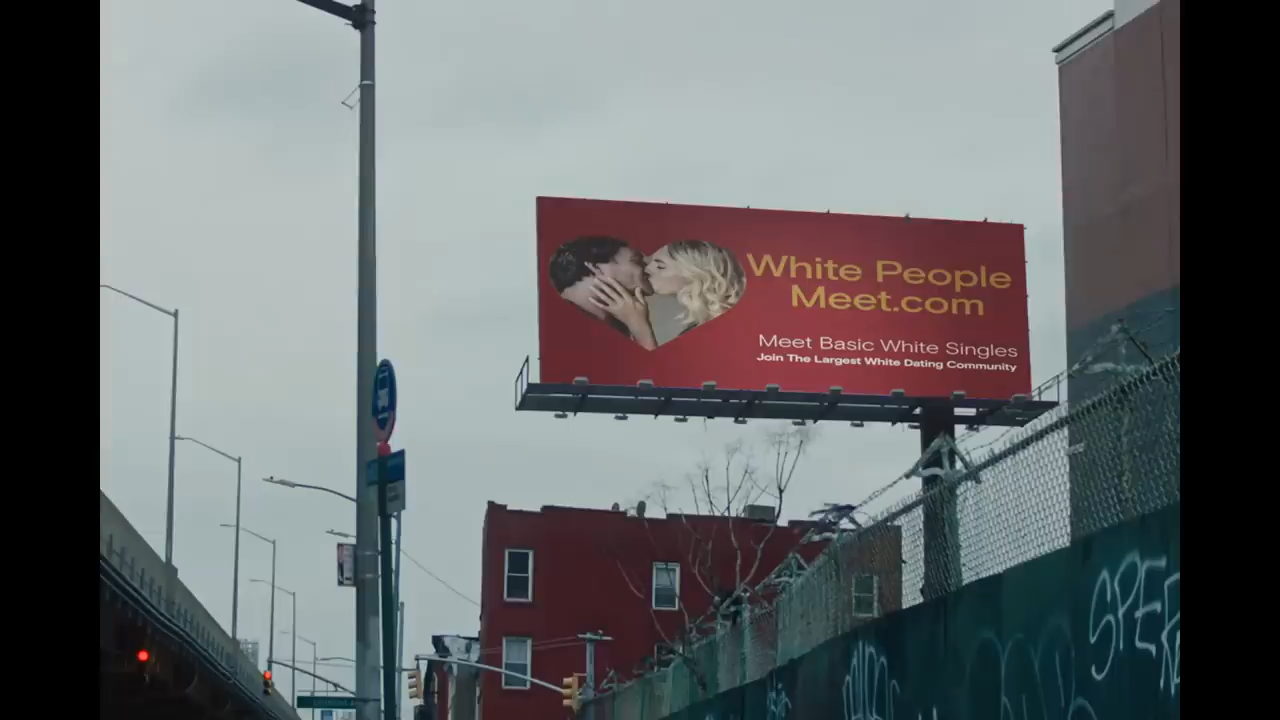 White People
Meet.com
Meet Basic White Singles
Join The Largest White Dating Community